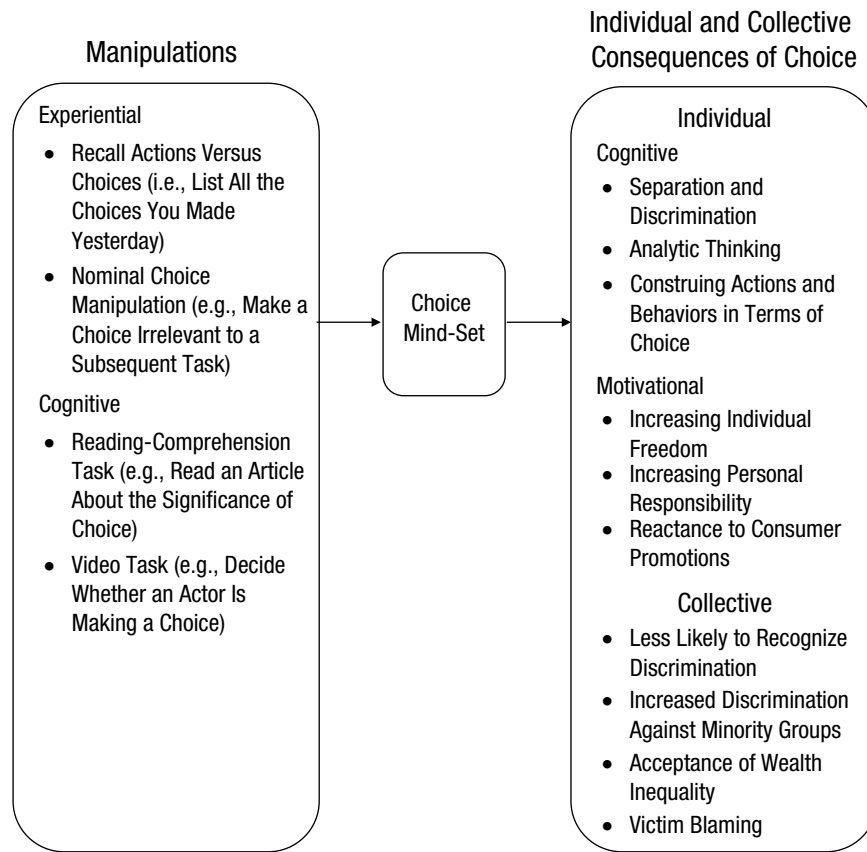 Manipulations
Experiential
• Recall Actions Versus
Choices (i.e., List All the
Choices You Made
Yesterday)
• Nominal Choice
Manipulation (e.g., Make a
Choice Irrelevant to a
Subsequent Task)
Cognitive
• Reading-Comprehension
Task (e.g., Read an Article
About the Significance of
Choice)
• Video Task (e.g., Decide
Whether an Actor Is
Making a Choice)
Choice
Mind-Set
Individual and Collective
Consequences of Choice
Individual
Cognitive
• Separation and
Discrimination
• Analytic Thinking
• Construing Actions and
Behaviors in Terms of
Choice
Motivational
• Increasing Individual
Freedom
• Increasing Personal
Responsibility
• Reactance to Consumer
Promotions
Collective
• Less Likely to Recognize
Discrimination
• Increased Discrimination
Against Minority Groups
• Acceptance of Wealth
Inequality
• Victim Blaming